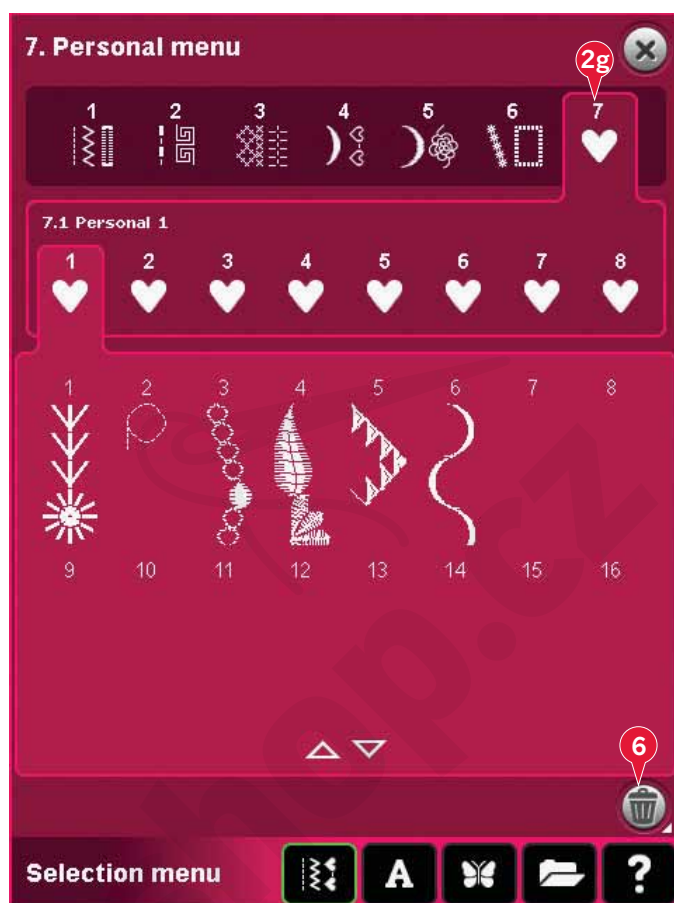 7. Personal menu
2g
1 2 3 4 5 6 7
7.1 Personal 1
1 2 3 4 5 6 7 8
1 2 3 4 5 6 7 8
9 10 11 12 13 14 15 16
6
Selection menu A ?
hop.cz